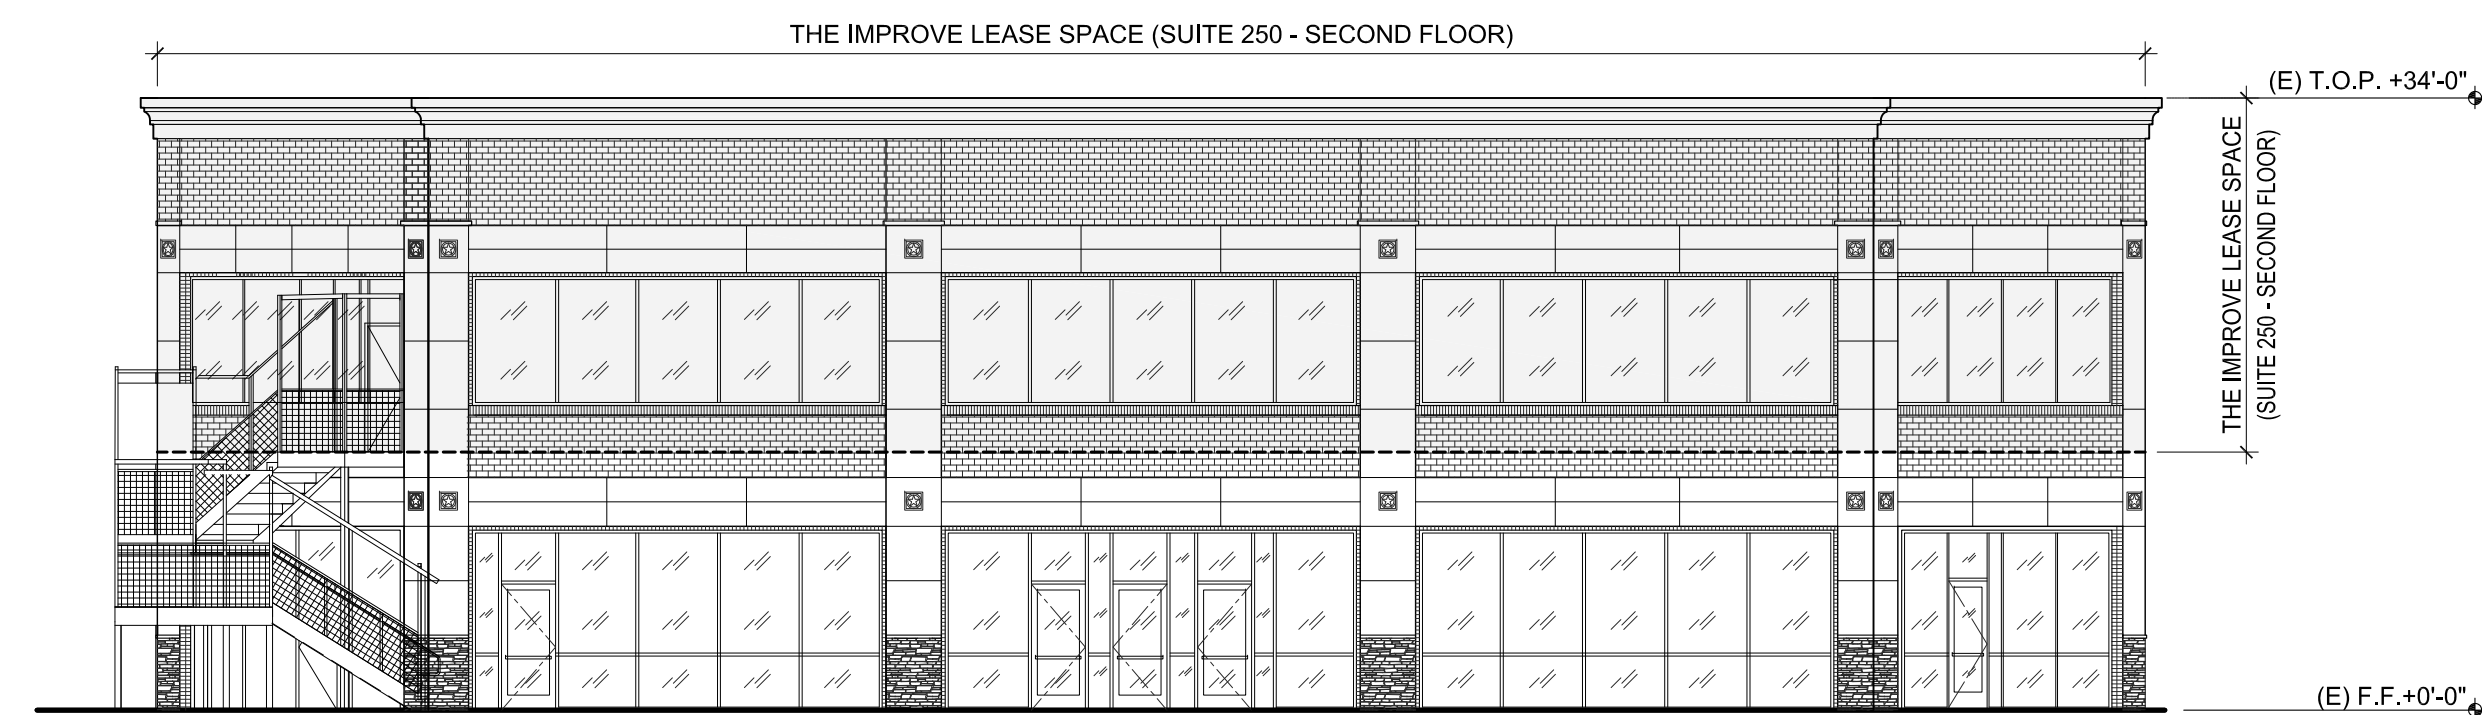 THE IMPROVE LEASE SPACE (SUITE 250 - SECOND FLOOR)
(E) T.O.P. +34'-0"
THE IMPROVE LEASE SPACE
(SUITE 250 - SECOND FLOOR)
(E) F.F.+0'-0"